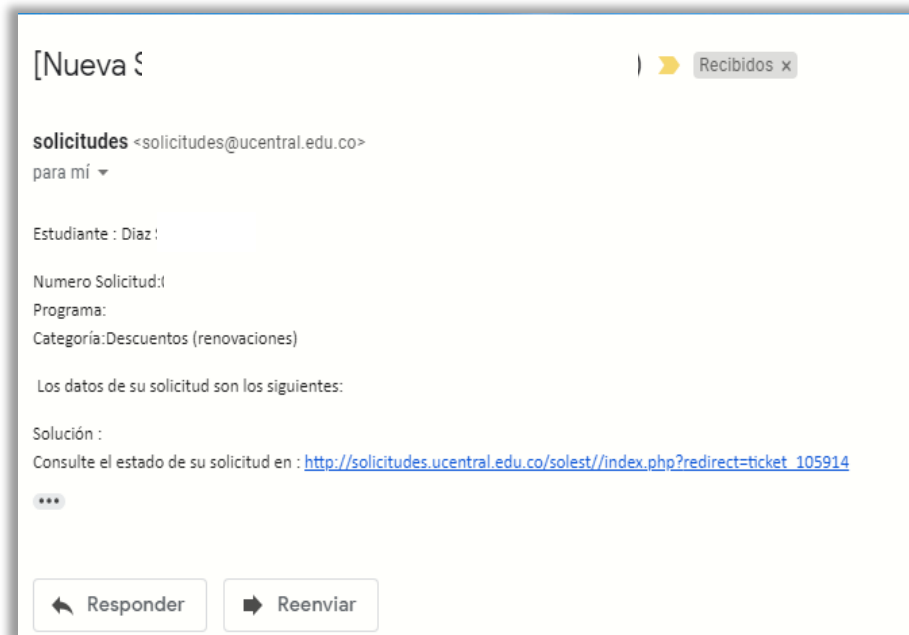 [Nueva
Recibidos x
solicitudes <solicitudes@ucentral.edu.co>
para mí
Estudiante : Diaz
Numero Solicitud:
Programa:
Categoría:Descuentos (renovaciones)
Los datos de su solicitud son los siguientes:
Solución :
Consulte el estado de su solicitud en : http://solicitudes.ucentral.edu.co/solest//index.php?redirect=ticket_105914
Responder
Reenviar